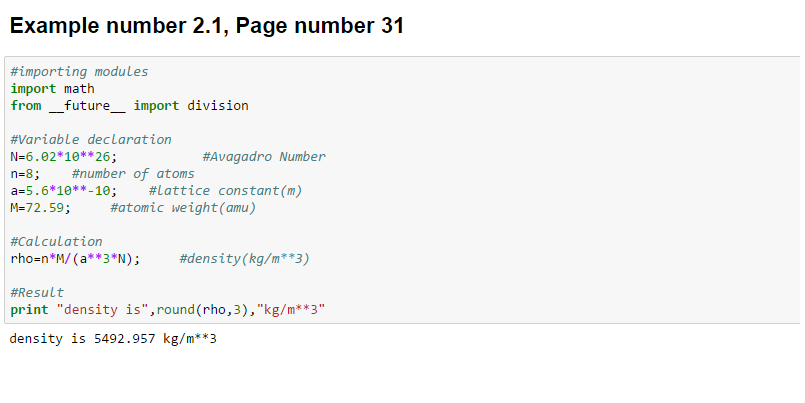 Example number 2.1, Page number 31
#importing modules
import math
from __future__ import division
#Variable declaration
N=6.02*10**26;           #Avagadro Number
n=8;    #number of atoms
a=5.6*10**-10;    #lattice constant(m)
M=72.59;     #atomic weight(amu)
#Calculation
rho=n*M/(a**3*N);     #density(kg/m**3)
#Result
print "density is",round(rho,3),"kg/m**3"
density is 5492.957 kg/m**3